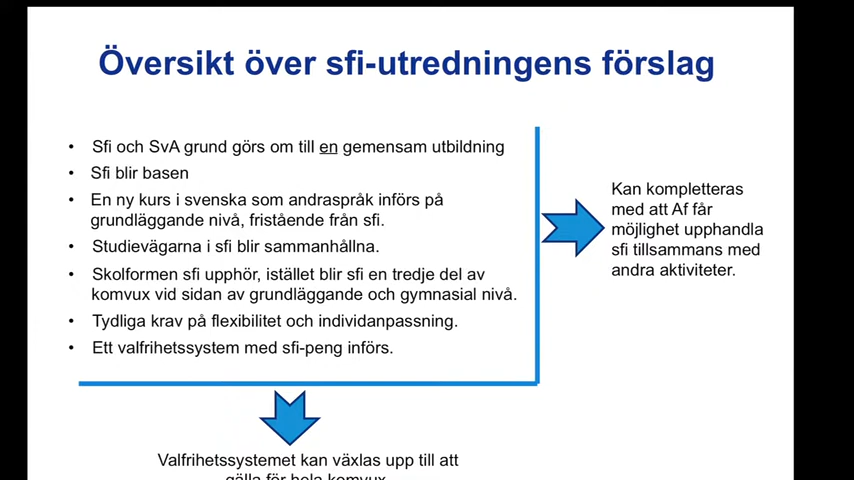 Översikt över sfi-utredningens förslag
• Sfi och SvA grund görs om till en gemensam utbildning
• Sfi blir basen
• En ny kurs i svenska som andraspråk införs på
grundläggande nivå, fristående från sfi.
• Studievägarna i sfi blir sammanhållna.
• Skolformen sfi upphör, istället blir sfi en tredje del av
komvux vid sidan av grundläggande och gymnasial nivå.
• Tydliga krav på flexibilitet och individanpassning.
• Ett valfrihetssystem med sfi-peng införs.
Kan kompletteras
med att Af får
möjlighet upphandla
sfi tillsammans med
andra aktiviteter.
Valfrihetssystemet kan växlas upp till att
gälla för hela komvux